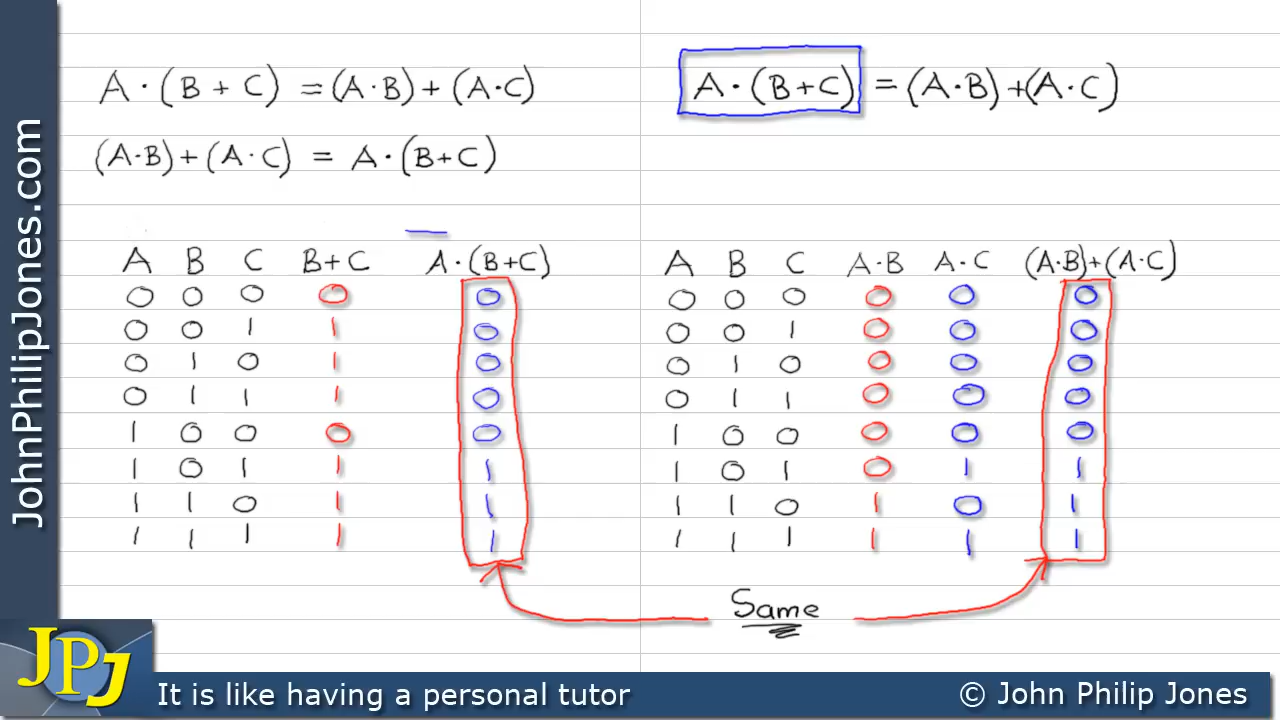 A · (B + C) = (A · B) + (A · C)
(A · B) + (A · C) = A · (B + C)
A B C B + C A · (B + C)
0 0 0 0 0
0 0 1 1 0
0 1 0 1 0
0 1 1 1 0
1 0 0 0 0
1 0 1 1 1
1 1 0 1 1
1 1 1 1 1
A · (B + C) = (A · B) + (A · C)
A B C A · B A · C (A · B) + (A · C)
0 0 0 0 0 0
0 0 1 0 0 0
0 1 0 0 0 0
0 1 1 0 0 0
1 0 0 0 0 0
1 0 1 0 1 1
1 1 0 1 0 1
1 1 1 1 1 1
Same
JohnPhilipJones.com
JPJ
It is like having a personal tutor
© John Philip Jones